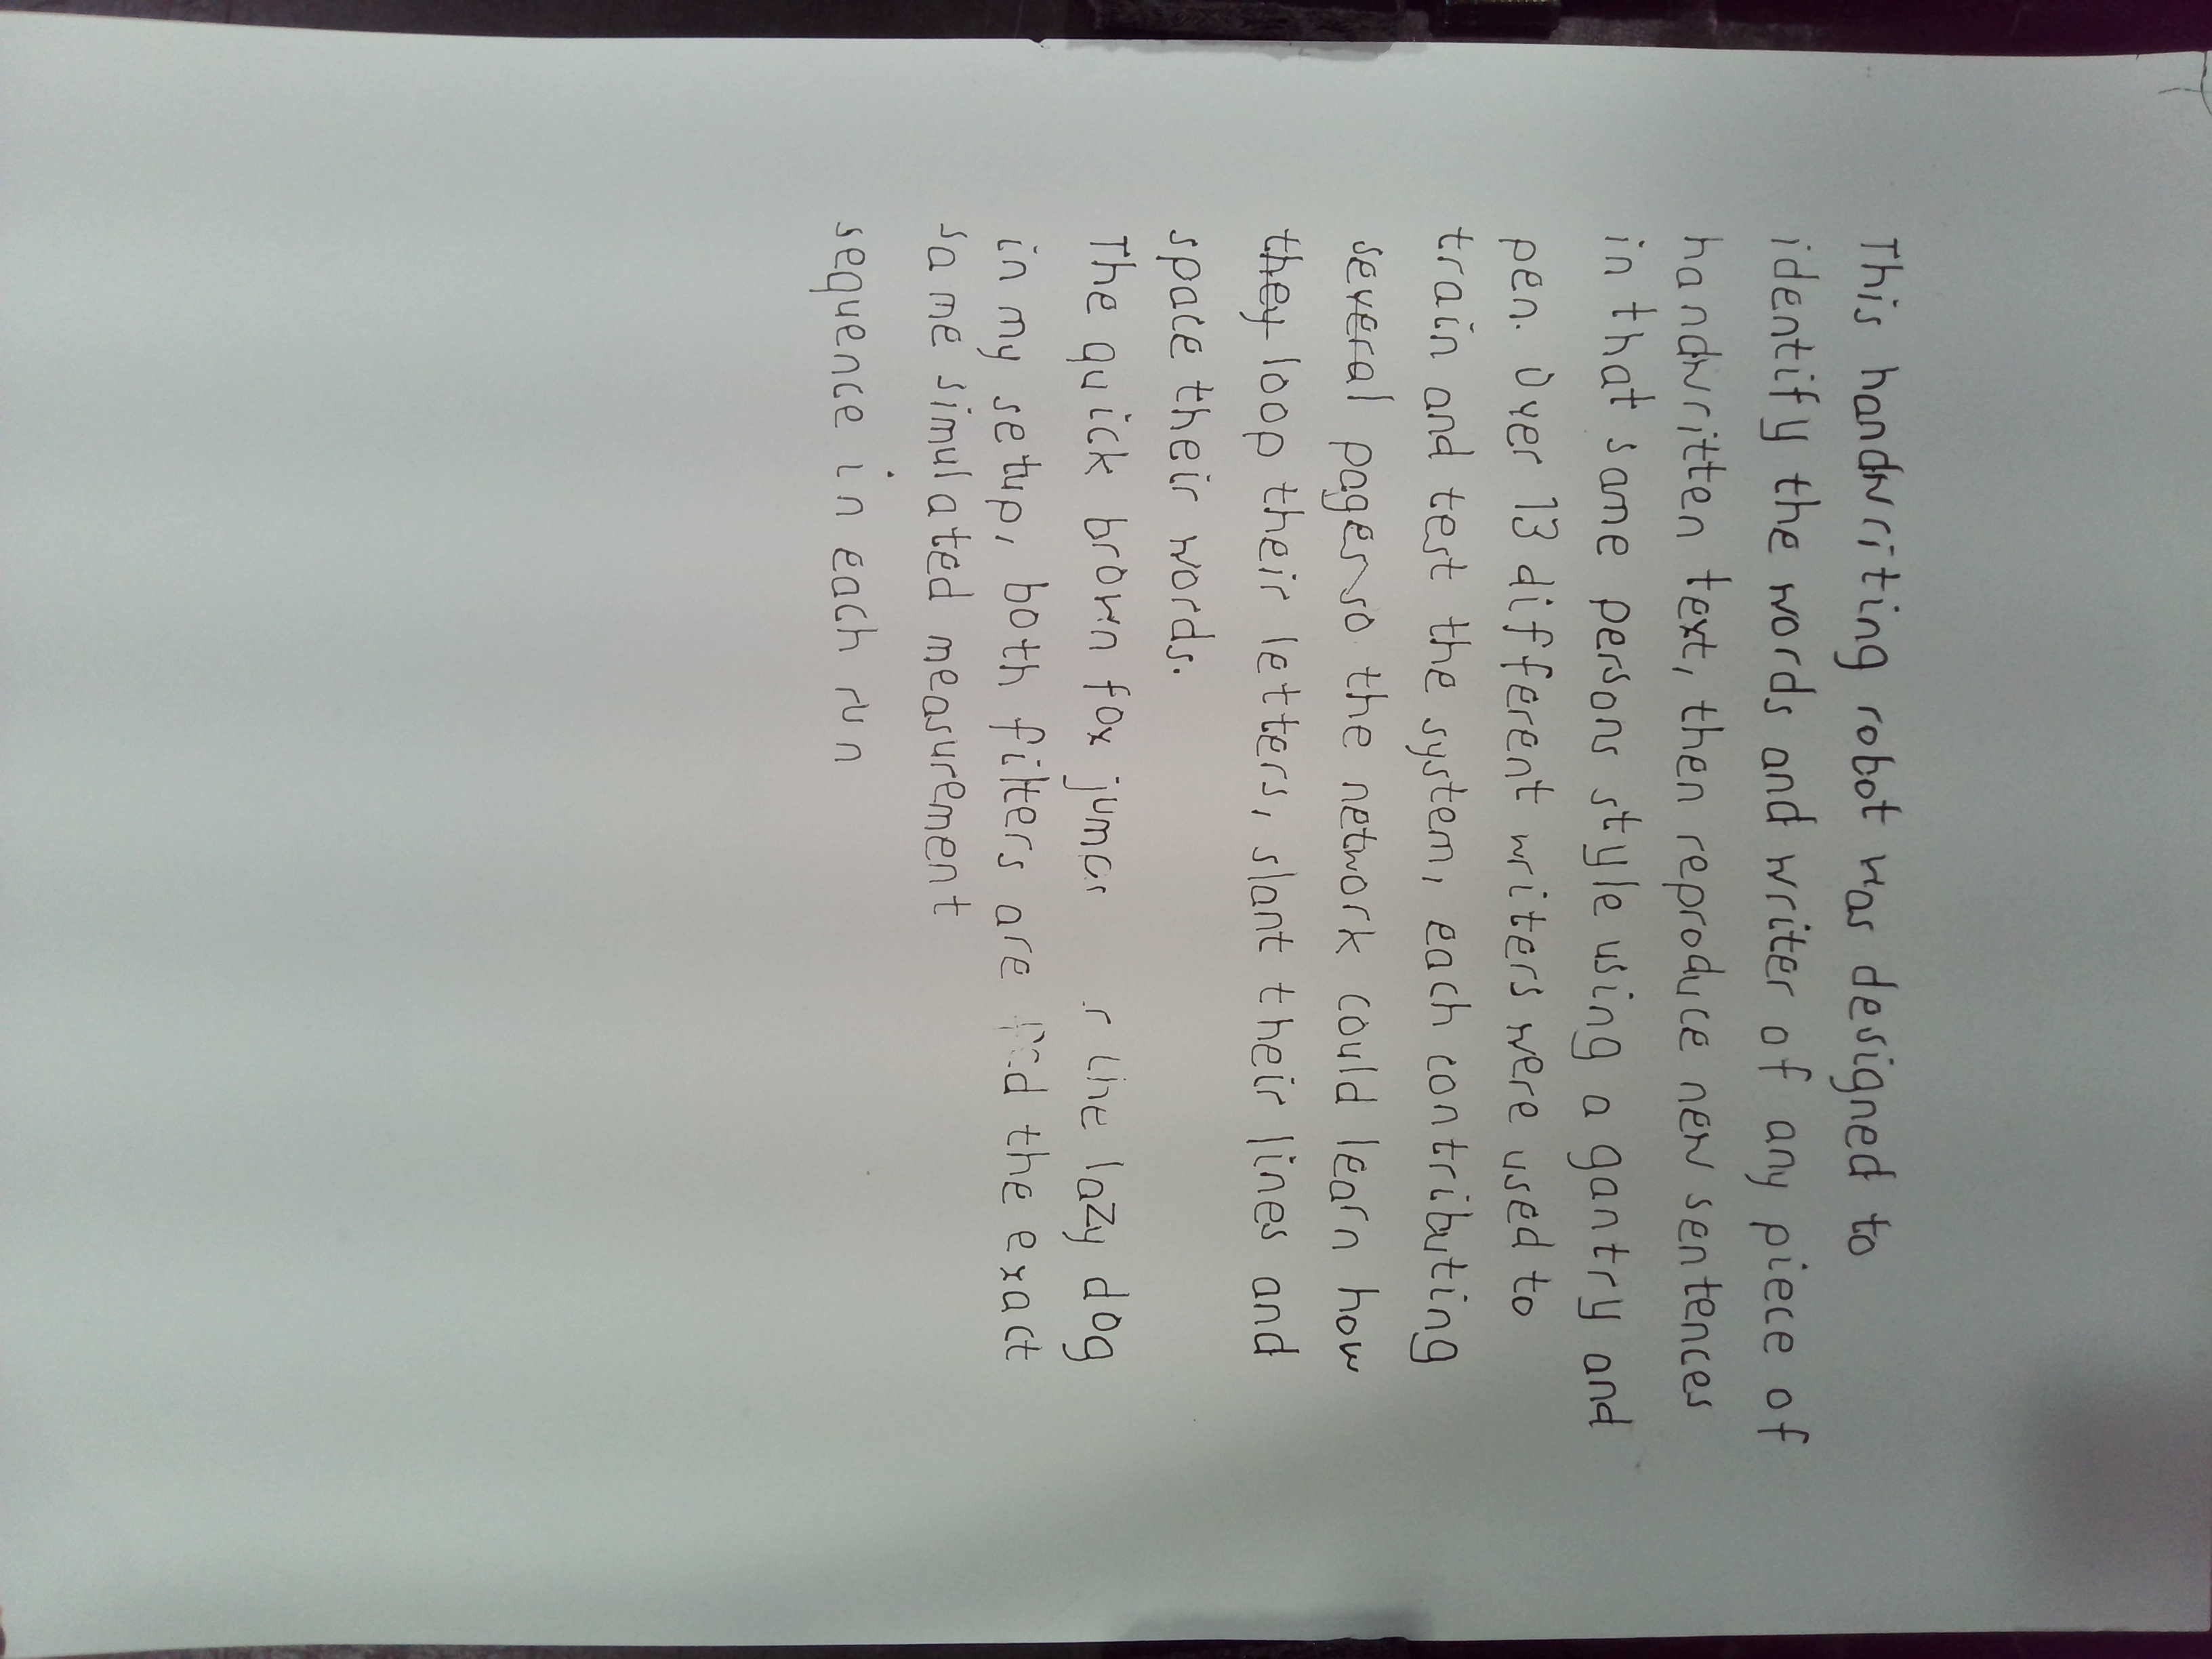 This handwriting robot was designed to
identify the words and writer of any piece of
handwritten text, then reproduce new sentences
in that same persons style using a gantry and
pen. Over 13 different writers were used to
train and test the system, each contributing
several pages so the network could learn how
they loop their letters, slant their lines and
space their words.
The quick brown fox lazy dog
in my setup, both filters are the exact
same simulated measurement
sequence in each run